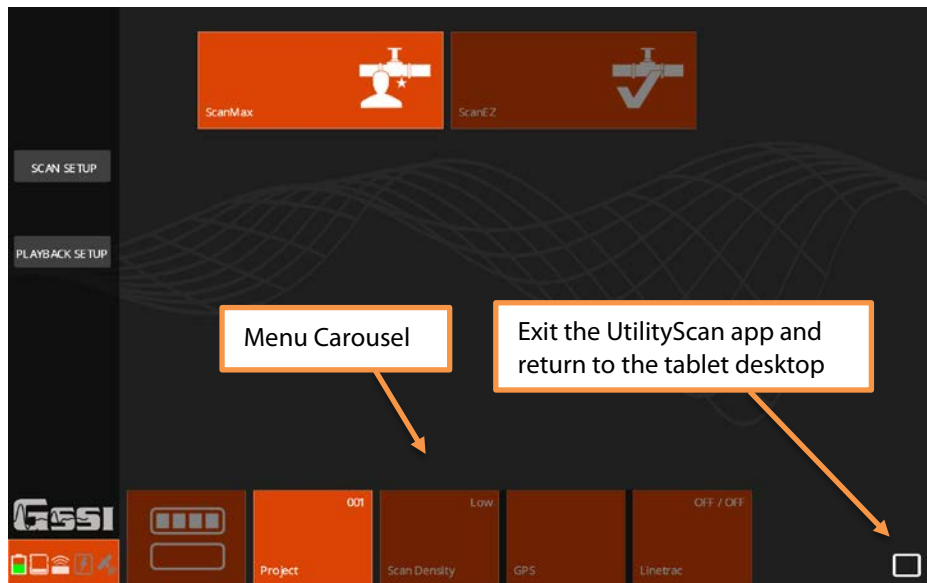 ScanMax
ScanEZ
SCAN SETUP
PLAYBACK SETUP
Menu Carousel
Exit the UtilityScan app and
return to the tablet desktop
GSSI
001
Project
Low
Scan Density
GPS
OFF / OFF
Linetrac